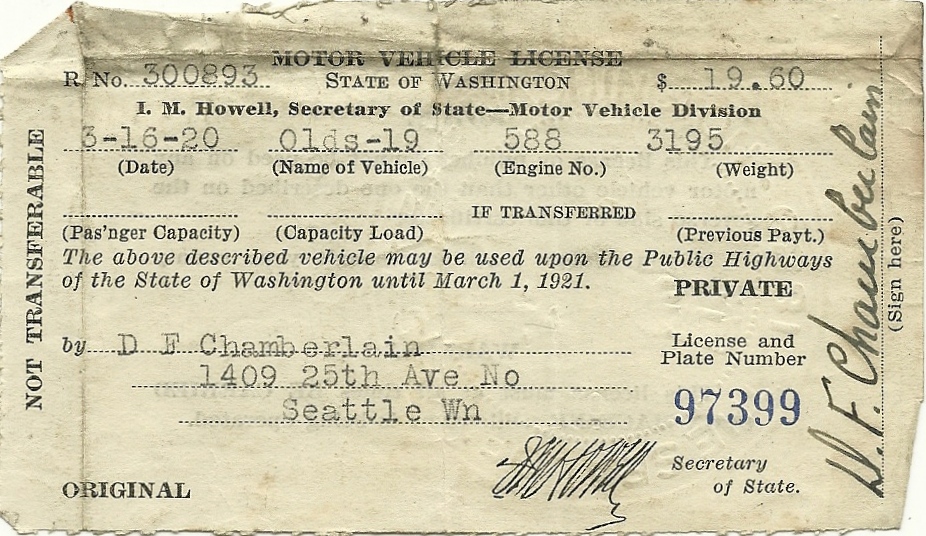 MOTOR VEHICLE LICENSE
R. No. 300893 STATE OF WASHINGTON $ 19.60
I. M. Howell, Secretary of State—Motor Vehicle Division
3-16-20 Olds-19 588 3195
(Date) (Name of Vehicle) (Engine No.) (Weight)
IF TRANSFERRED
(Pas'nger Capacity) (Capacity Load) (Previous Payt.)
The above described vehicle may be used upon the Public Highways
of the State of Washington until March 1, 1921.
PRIVATE
by D F Chamberlain
1409 25th Ave No
Seattle Wn
License and
Plate Number
97399
Secretary
of State.
ORIGINAL
NOT TRANSFERABLE
D. F. Chamberlain
(Sign here)